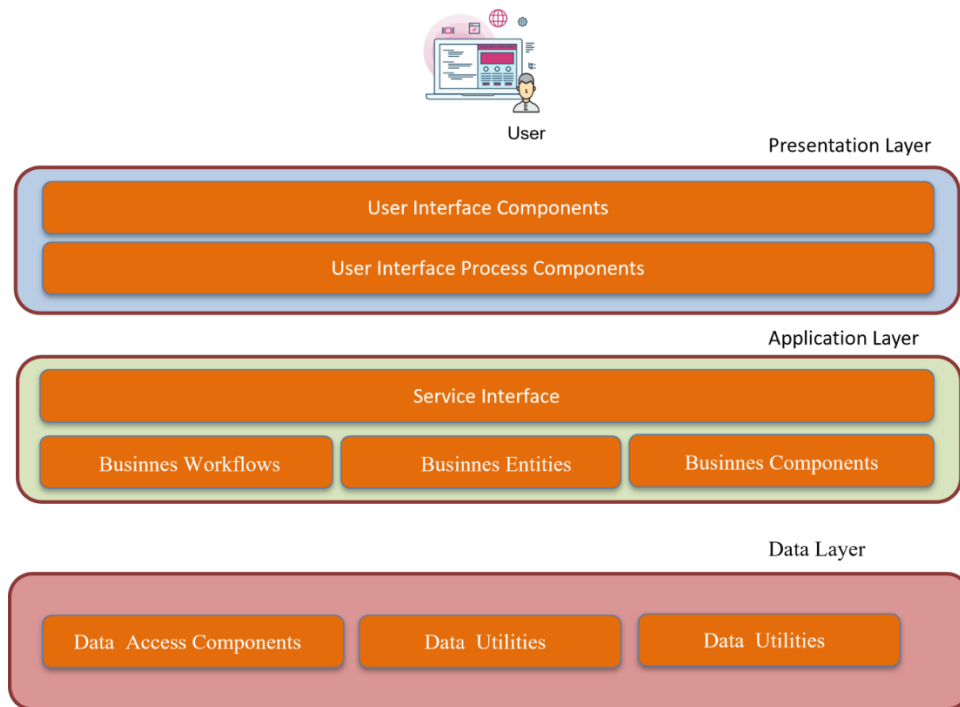 User
Presentation Layer
User Interface Components
User Interface Process Components
Application Layer
Service Interface
Businnes Workflows
Businnes Entities
Businnes Components
Data Layer
Data Access Components
Data Utilities
Data Utilities